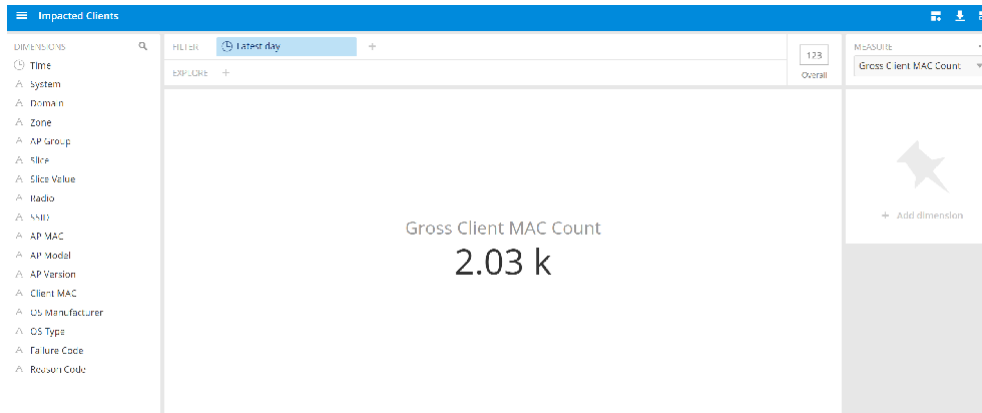 Impacted Clients
DIMENSIONS
Time
System
Domain
Zone
AP Group
Slice
Slice Value
Radio
SSID
AP MAC
AP Model
AP Version
Client MAC
OS Manufacturer
OS Type
Failure Code
Reason Code
FILTER Latest day +
EXPLORE +
123
Overall
MEASURE
Gross Client MAC Count
Gross Client MAC Count
2.03 k
+ Add dimension